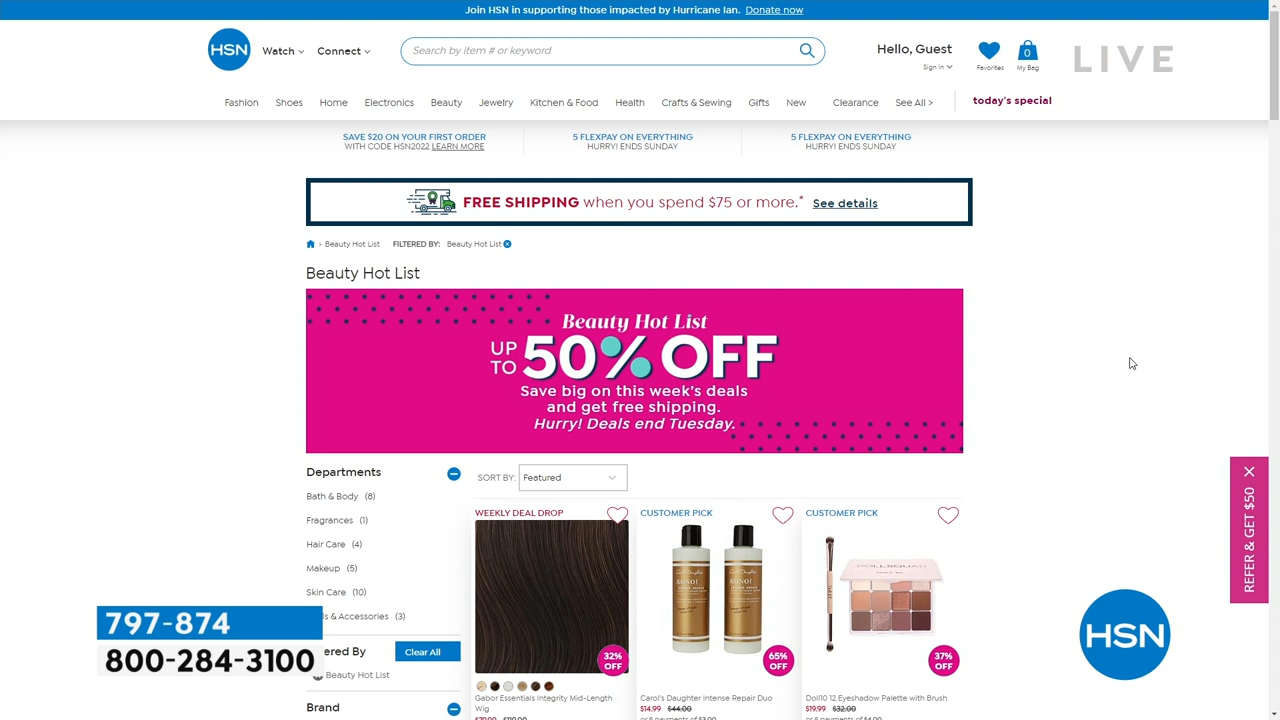 Join HSN in supporting those impacted by Hurricane Ian. Donate now
HSN
Watch
Connect
Search by item # or keyword
Hello, Guest
Sign In
Favorites
0
My Bag
LIVE
Fashion Shoes Home Electronics Beauty Jewelry Kitchen & Food Health Crafts & Sewing Gifts New Clearance See All > today's special
SAVE $20 ON YOUR FIRST ORDER
WITH CODE HSN2022 LEARN MORE
5 FLEXPAY ON EVERYTHING
HURRY! ENDS SUNDAY
5 FLEXPAY ON EVERYTHING
HURRY! ENDS SUNDAY
FREE SHIPPING when you spend $75 or more.* See details
> Beauty Hot List FILTERED BY: Beauty Hot List
Beauty Hot List
Beauty Hot List
UP TO 50% OFF
Save big on this week's deals
and get free shipping.
Hurry! Deals end Tuesday.
Departments
Bath & Body (8)
Fragrances (1)
Hair Care (4)
Makeup (5)
Skin Care (10)
& Accessories (3)
Clear All
Beauty Hot List
Brand
SORT BY: Featured
WEEKLY DEAL DROP
32%
OFF
Gabor Essentials Integrity Mid-Length
Wig
CUSTOMER PICK
65%
OFF
Carol's Daughter Intense Repair Duo
$14.99 $44.00
CUSTOMER PICK
DOLLSQUAD
37%
OFF
Doll10 12 Eyeshadow Palette with Brush
$19.99 $32.00
REFER & GET $50
797-874
800-284-3100
HSN